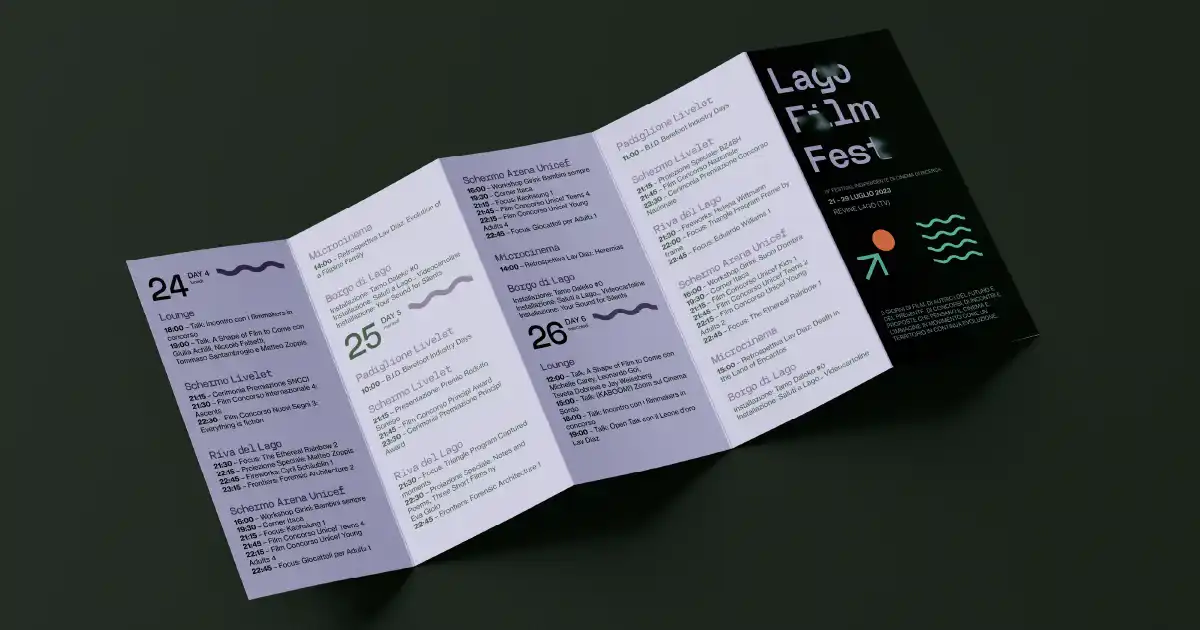 24 DAY 4
lunedì
Lounge
18:00 – Talk: Incontro con i filmmakers in
concorso
19:00 – Talk: A Shape of Film to Come con
Giulia Achilli, Niccolò Falsetti,
Tommaso Santambrogio e Matteo Zoppis
Schermo Livelet
21:15 – Cerimonia Premiazione SNCCI
21:30 – Film Concorso Internazionale 4:
Ascents
22:30 – Film Concorso Nuovi Segni 3:
Everything is fiction
Riva del Lago
21:30 – Focus: The Ethereal Rainbow 2
22:15 – Proiezione Speciale: Matteo Zoppis
22:45 – Fireworks: Cyril Schäublin 1
23:15 – Frontiers: Forensic Architecture 2
Schermo Arena Unicef
16:00 – Workshop Girini: Bambini sempre
19:30 – Corner Itaca
21:15 – Focus: Kaohsiung 1
21:45 – Film Concorso Unicef Teens 4
22:15 – Film Concorso Unicef Young
Adults 4
22:45 – Focus: Giocattoli per Adulti 1
Microcinema
14:00 – Retrospettiva Lav Diaz: Evolution of
a Filipino Family
Borgo di Lago
Installazione: Tamo Daleko #0
Installazione: Saluti a Lago... Videocartoline
Installazione: Your Sound for Silents
25 DAY 5
martedì
Padiglione Livelet
10:00 – B.I.D. Barefoot Industry Days
Schermo Livelet
21:15 – Presentazione: Premio Rodolfo
Sonego
21:45 – Film Concorso Principi Award
23:30 – Cerimonia Premiazione Principi
Award
Riva del Lago
21:30 – Focus: Triangle Program Captured
moments
22:30 – Proiezione Speciale: Notes and
Poems, Three Short Films by
Eva Giolo
22:45 – Frontiers: Forensic Architecture 1
Schermo Arena Unicef
16:00 – Workshop Girini: Bambini sempre
19:30 – Corner Itaca
21:15 – Focus: Kaohsiung 1
21:45 – Film Concorso Unicef Teens 4
22:15 – Film Concorso Unicef Young
Adults 4
22:45 – Focus: Giocattoli per Adulti 1
Microcinema
14:00 – Retrospettiva Lav Diaz: Heremias
Borgo di Lago
Installazione: Tamo Daleko #0
Installazione: Saluti a Lago... Videocartoline
Installazione: Your Sound for Silents
26 DAY 6
mercoledì
Lounge
12:00 – Talk: A Shape of Film to Come con
Michelle Carey, Leonardo Goi,
Tsveta Dobreva e Jay Weissberg
15:00 – Talk: (KABOOM!) Zoom sul Cinema
Sordo
18:00 – Talk: Incontro con i filmmakers in
concorso
19:00 – Talk: Open Talk con il Leone d'oro
Lav Diaz
Padiglione Livelet
11:00 – B.I.D. Barefoot Industry Days
Schermo Livelet
21:15 – Proiezione Speciale: BZ4SH
21:45 – Film Concorso Nazionale
23:30 – Cerimonia Premiazione Concorso
Nazionale
Riva del Lago
21:30 – Fireworks: Helena Wittmann
22:00 – Focus: Triangle Program Frame by
frame
22:45 – Focus: Eduardo Williams 1
Schermo Arena Unicef
16:00 – Workshop Girini: Suoni D'ombra
19:30 – Corner Itaca
21:15 – Film Concorso Unicef Kids 1
21:45 – Film Concorso Unicef Teens 2
22:15 – Film Concorso Unicef Young
Adults 2
22:45 – Focus: The Ethereal Rainbow 1
Microcinema
15:00 – Retrospettiva Lav Diaz Death in
the Land of Encantos
Borgo di Lago
Installazione: Tamo Daleko #0
Installazione: Saluti a Lago... Videocartoline
Lago
Film
Fest
19° FESTIVAL INDIPENDENTE DI CINEMA DI RICERCA
21 - 29 LUGLIO 2023
REVINE LAGO (TV)